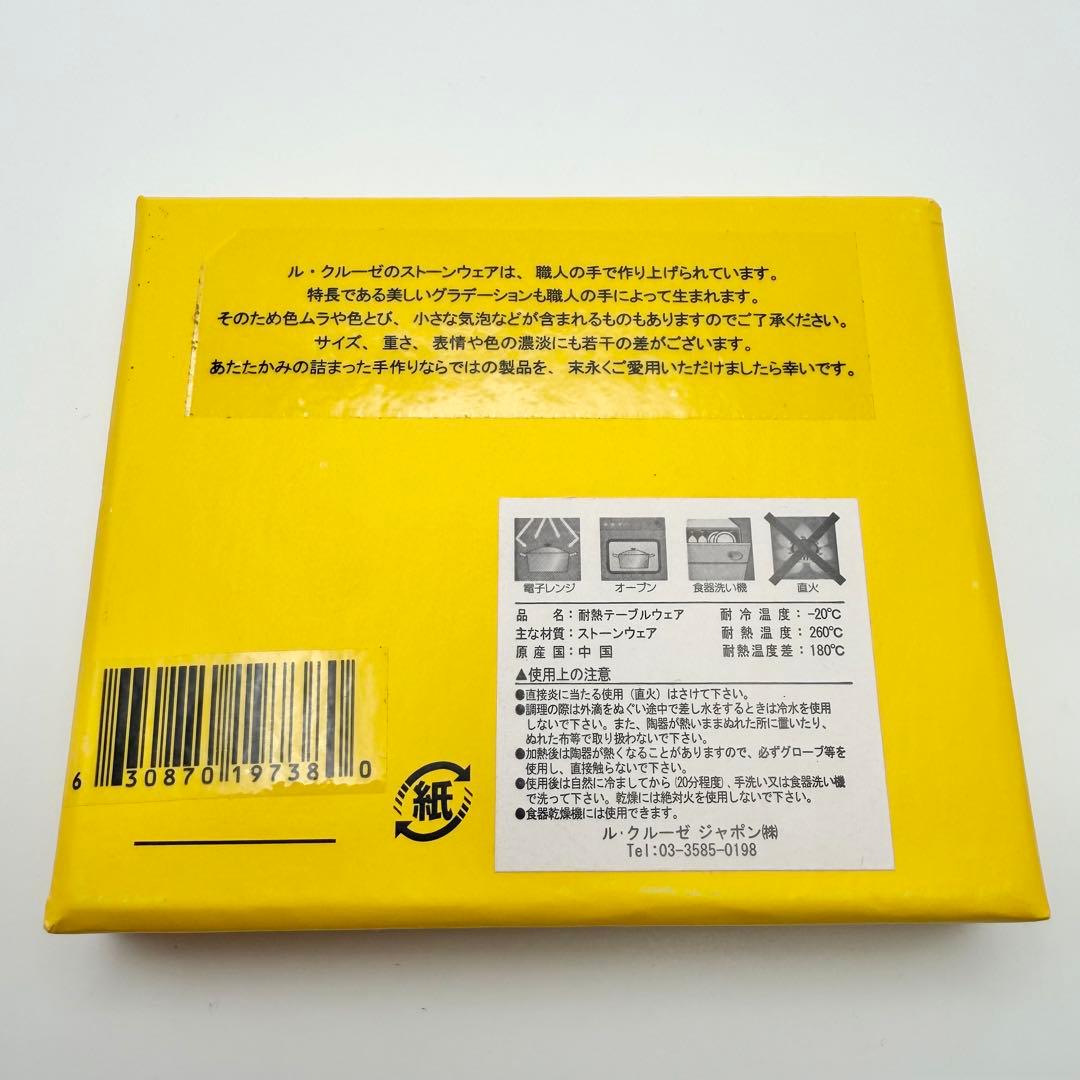 ル・クルーゼのストーンウェアは、職人の手で作り上げられています。
特長である美しいグラデーションも職人の手によって生まれます。
そのため色ムラや色とび、小さな気泡などが含まれるものもありますのでご了承ください。
サイズ、重さ、表情や色の濃淡にも若干の差がございます。
あたたかみの詰まった手作りならではの製品を、末永くご愛用いただけましたら幸いです。
電子レンジ オーブン 食器洗い機 直火
品 名：耐熱テーブルウェア 耐冷温度：-20℃
主な材質：ストーンウェア 耐熱温度：260℃
原産国：中国 耐熱温度差：180℃
▲使用上の注意
●直接炎に当たる使用（直火）はさけて下さい。
●調理の際は外滴をぬぐい途中で差し水をするときは冷水を使用
しないで下さい。また、陶器が熱いままぬれた所に置いたり、
ぬれた布等で取り扱わないで下さい。
●加熱後は陶器が熱くなることがありますので、必ずグローブ等を
使用し、直接触らないで下さい。
●使用後は自然に冷ましてから（20分程度）、手洗い又は食器洗い機
で洗って下さい。乾燥には絶対火を使用しないで下さい。
●食器乾燥機には使用できます。
ル・クルーゼ ジャポン㈱
Tel:03-3585-0198
6 30870 19738 0
紙